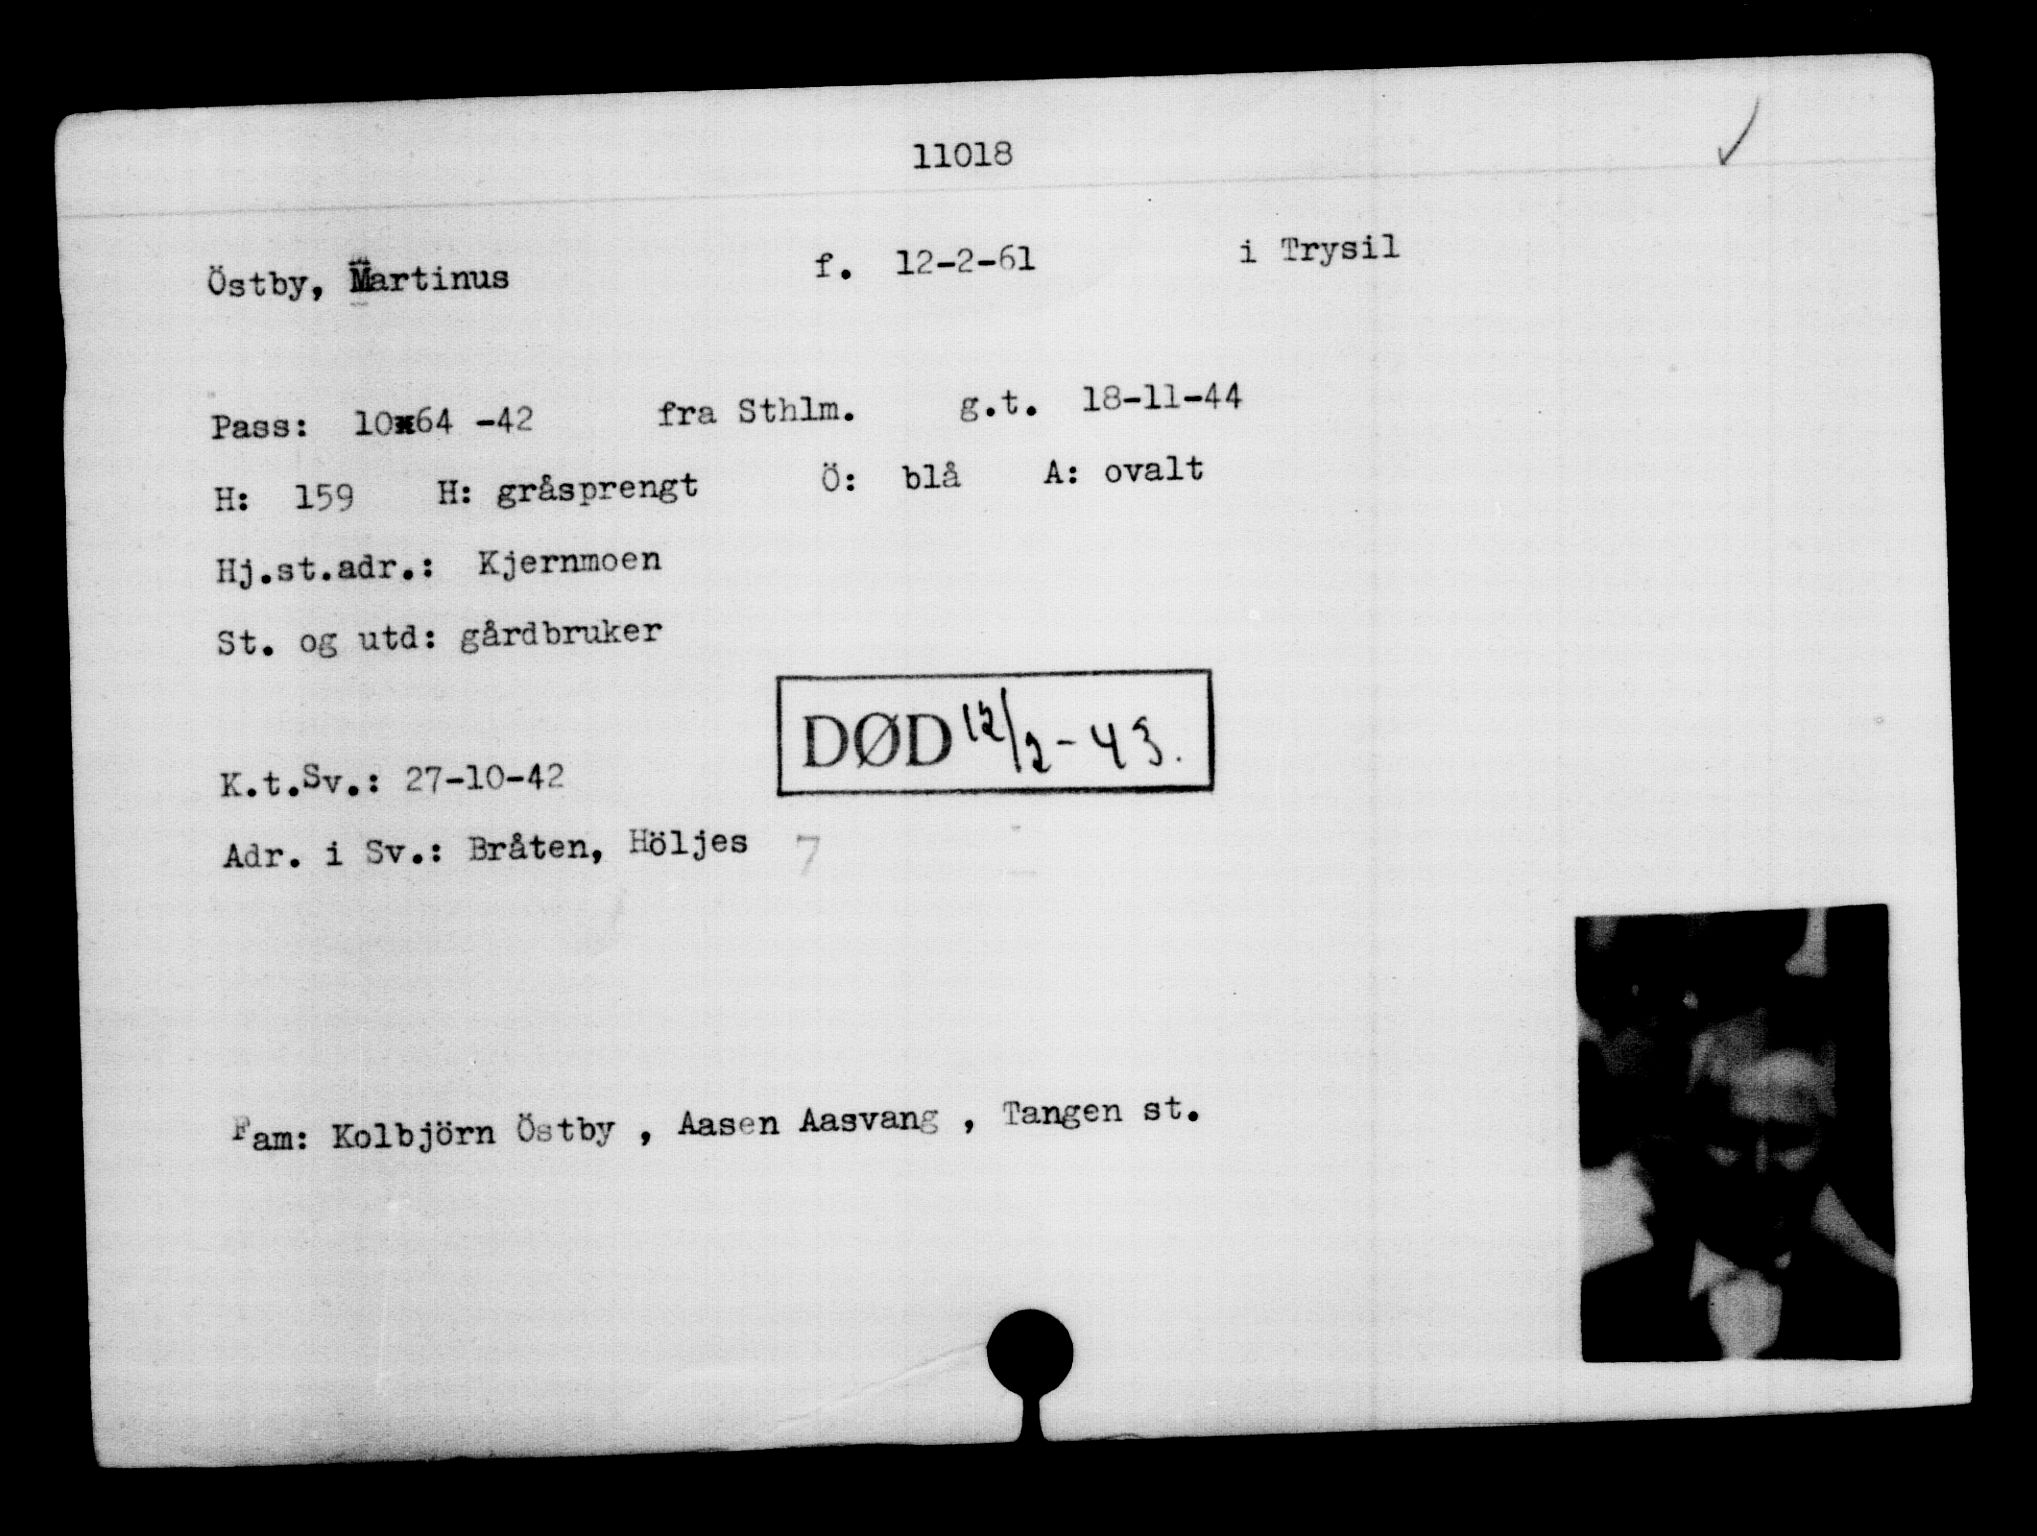 11018
Östby, Martinus f. 12-2-61 i Trysil
Pass: 10x64 -42 fra Sthlm. g.t. 18-11-44
H: 159 H: gråsprengt Ö: blå A: ovalt
Hj.st.adr.: Kjernmoen
St. og utd: gårdbruker
DØD 12/2-43.
K.t.Sv.: 27-10-42
Adr. i Sv.: Bråten, Höljes 7
Fam: Kolbjörn Östby , Aasen Aasvang , Tangen st.